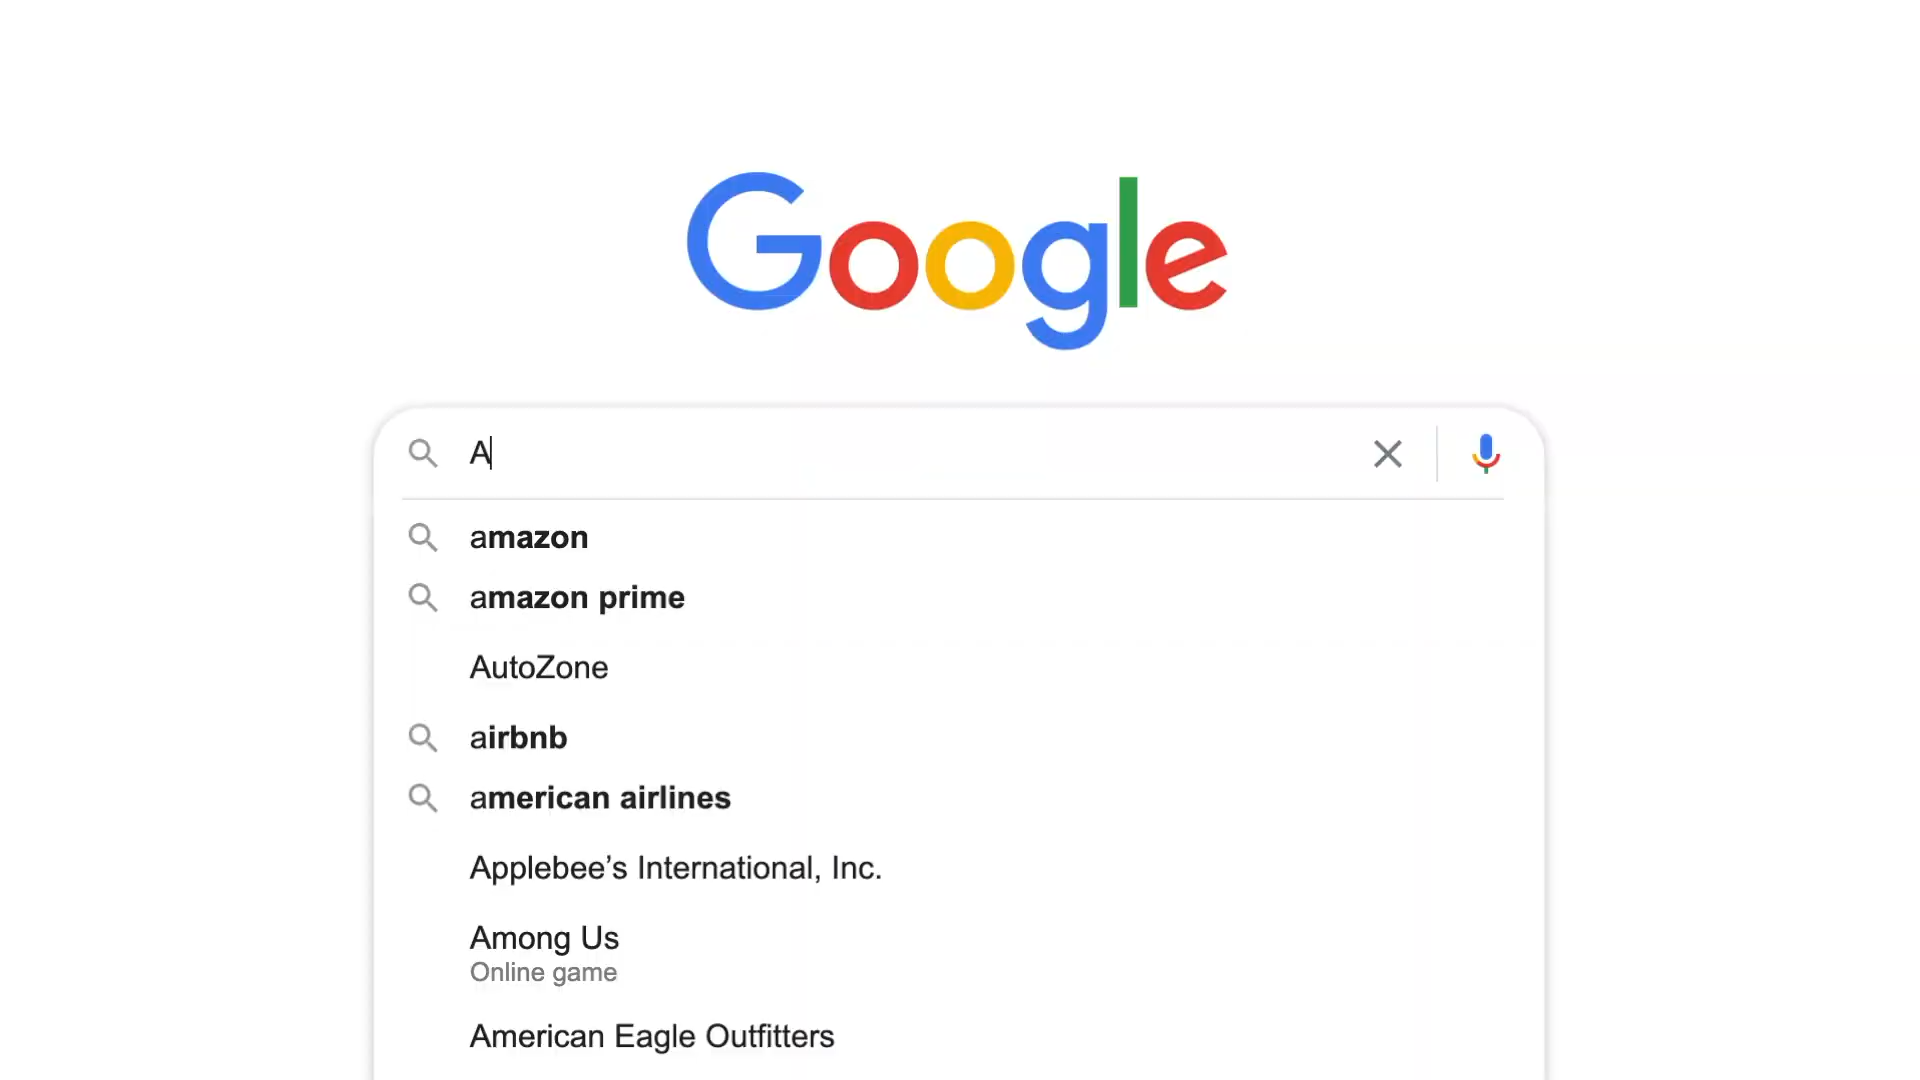 Google
A
amazon
amazon prime
AutoZone
airbnb
american airlines
Applebee’s International, Inc.
Among Us
Online game
American Eagle Outfitters